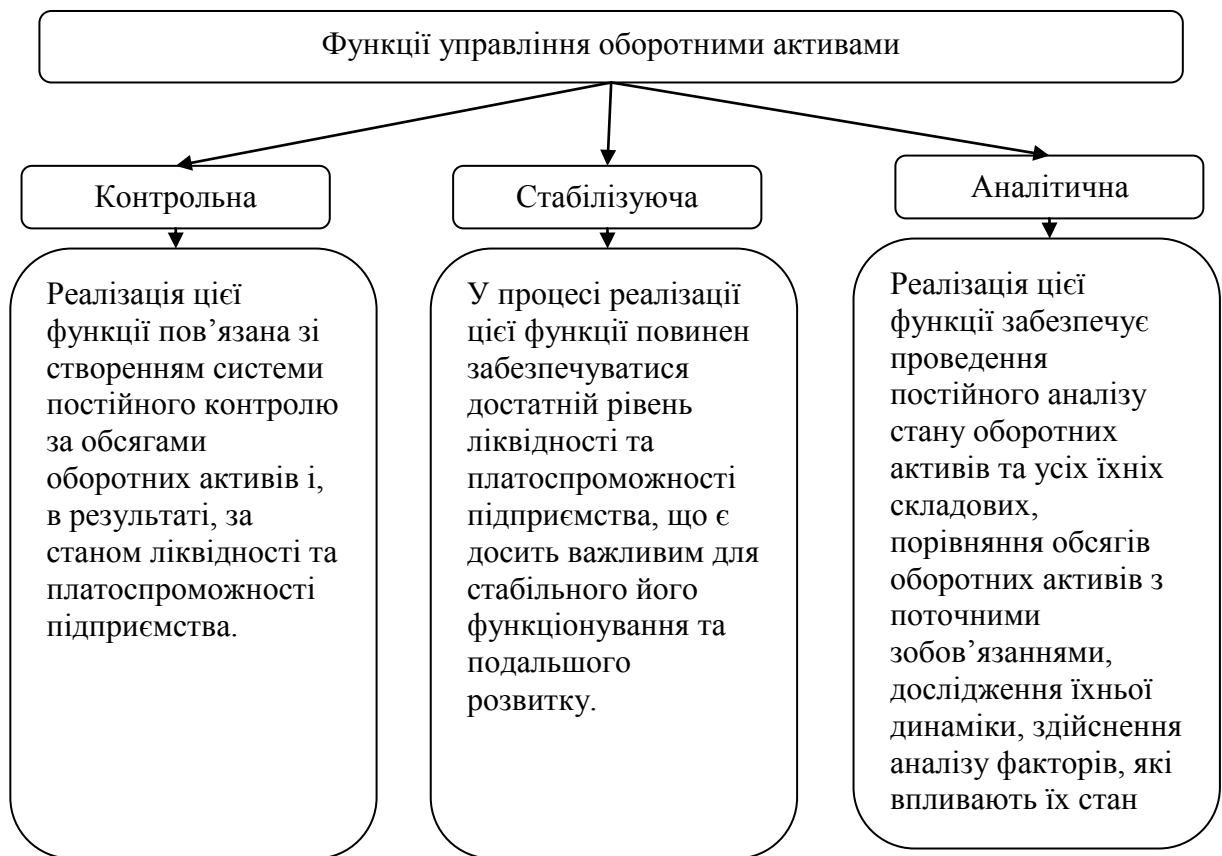 Функції управління оборотними активами
Контрольна
Стабілізуюча
Аналітична
Реалізація цієї
функції пов’язана зі
створенням системи
постійного контролю
за обсягами
оборотних активів і,
в результаті, за
станом ліквідності та
платоспроможності
підприємства.
У процесі реалізації
цієї функції повинен
забезпечуватися
достатній рівень
ліквідності та
платоспроможності
підприємства, що є
досить важливим для
стабільного його
функціонування та
подальшого
розвитку.
Реалізація цієї
функції забезпечує
проведення
постійного аналізу
стану оборотних
активів та усіх їхніх
складових,
порівняння обсягів
оборотних активів з
поточними
зобов’язаннями,
дослідження їхньої
динаміки, здійснення
аналізу факторів, які
впливають їх стан